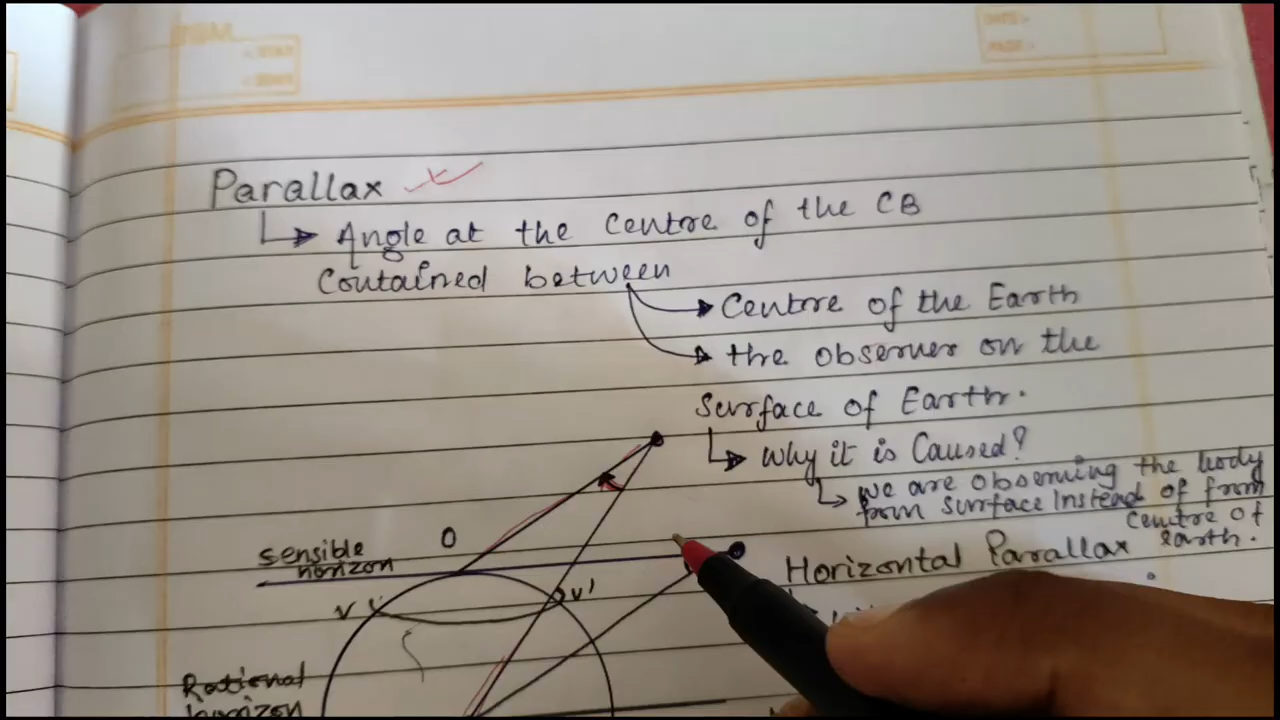 Parallax
Angle at the centre of the CB
Contained between
Centre of the Earth
the observer on the
Surface of Earth.
Why it is Caused?
we are observing the body
from surface instead of from
centre of
earth.
O
Sensible
horizon
Horizontal Parallax
V
V'
Rational
horizon